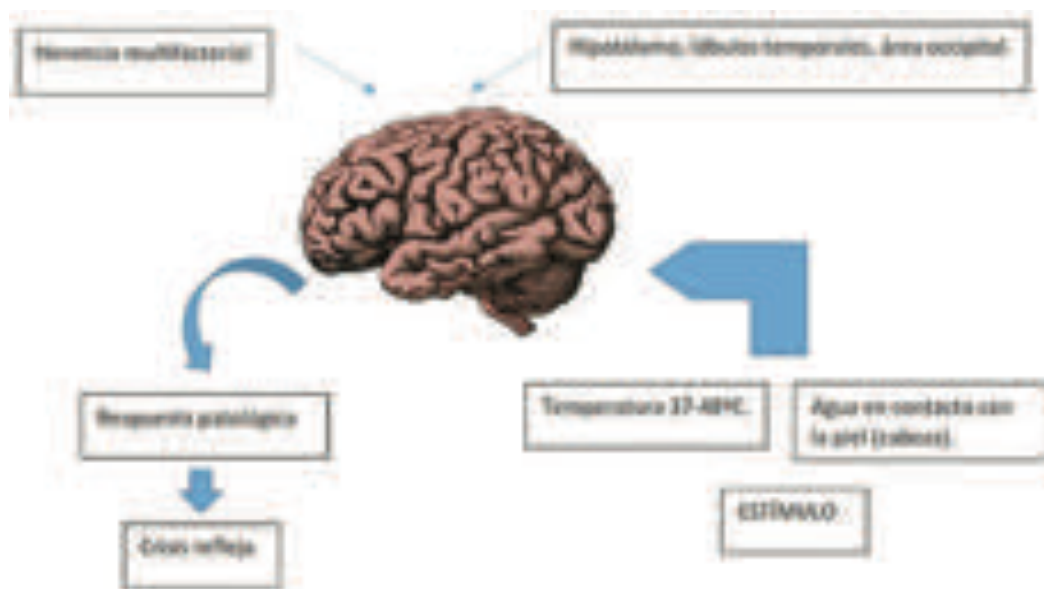 Herencia multifactorial
Hipotálamo, lóbulos temporales, área occipital.
Temperatura 37-48ºC.
Agua en contacto con
la piel (cabeza).
Respuesta patológica
ESTÍMULO
Crisis refleja